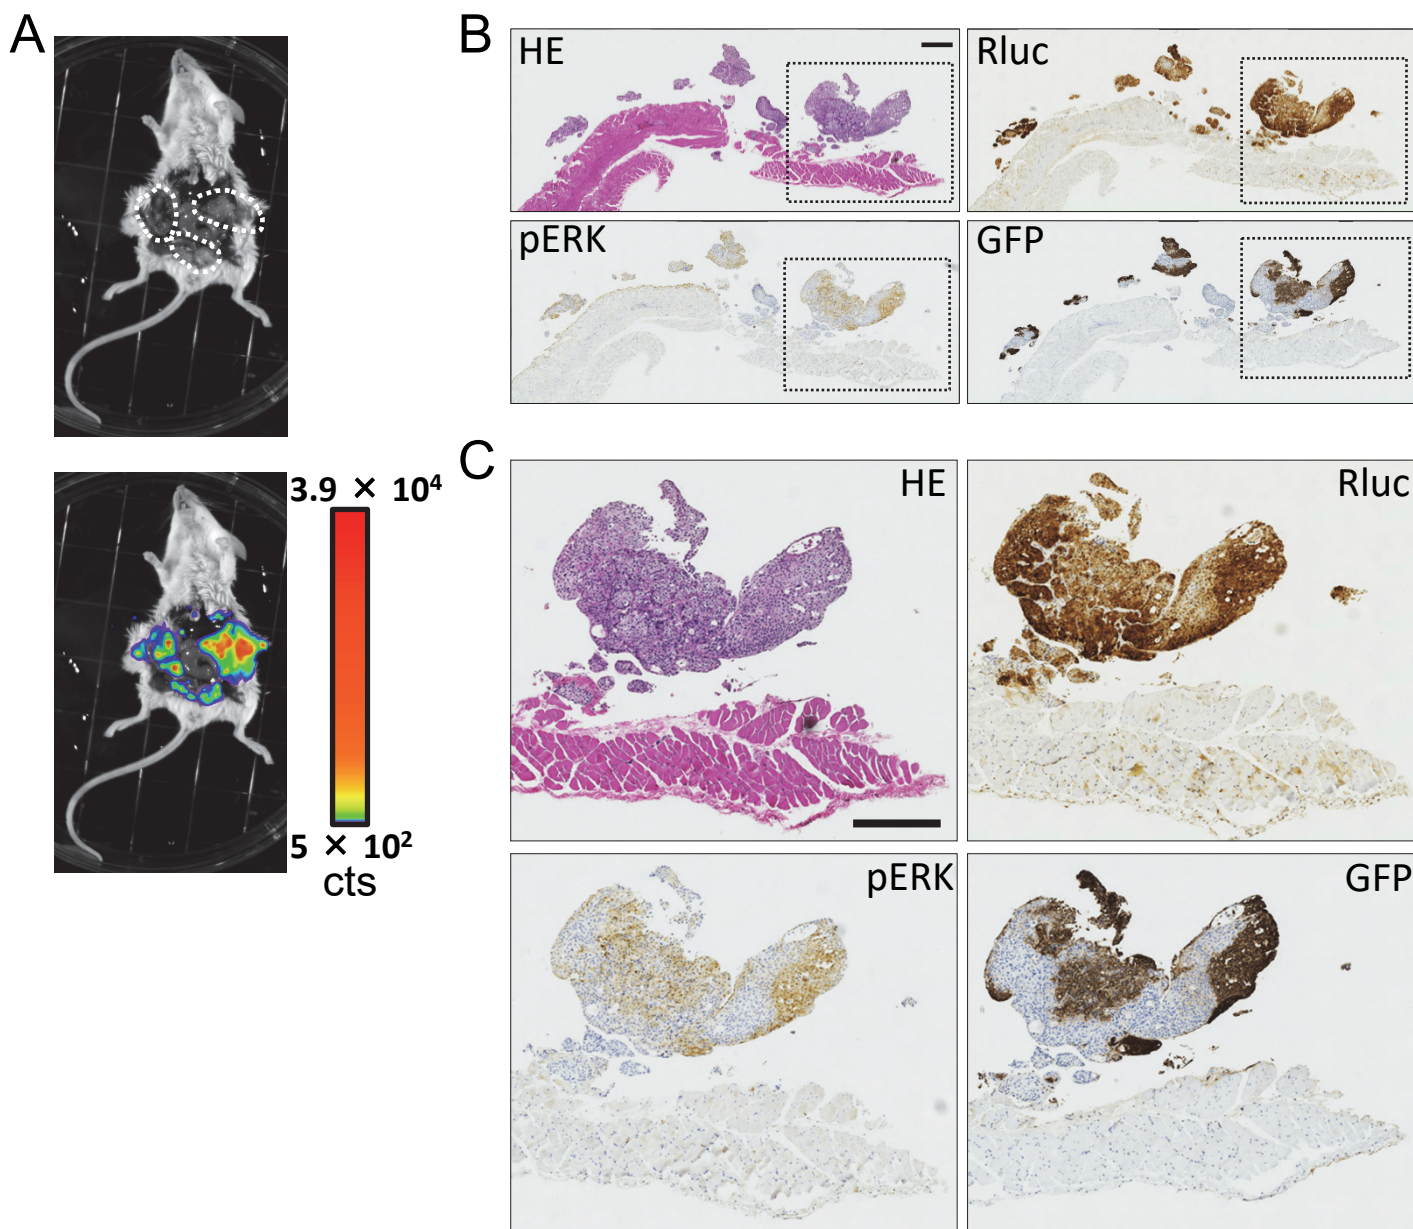 A
B
HE
Rluc
pERK
GFP
3.9 × 10⁴
5 × 10²
cts
C
HE
Rluc
pERK
GFP